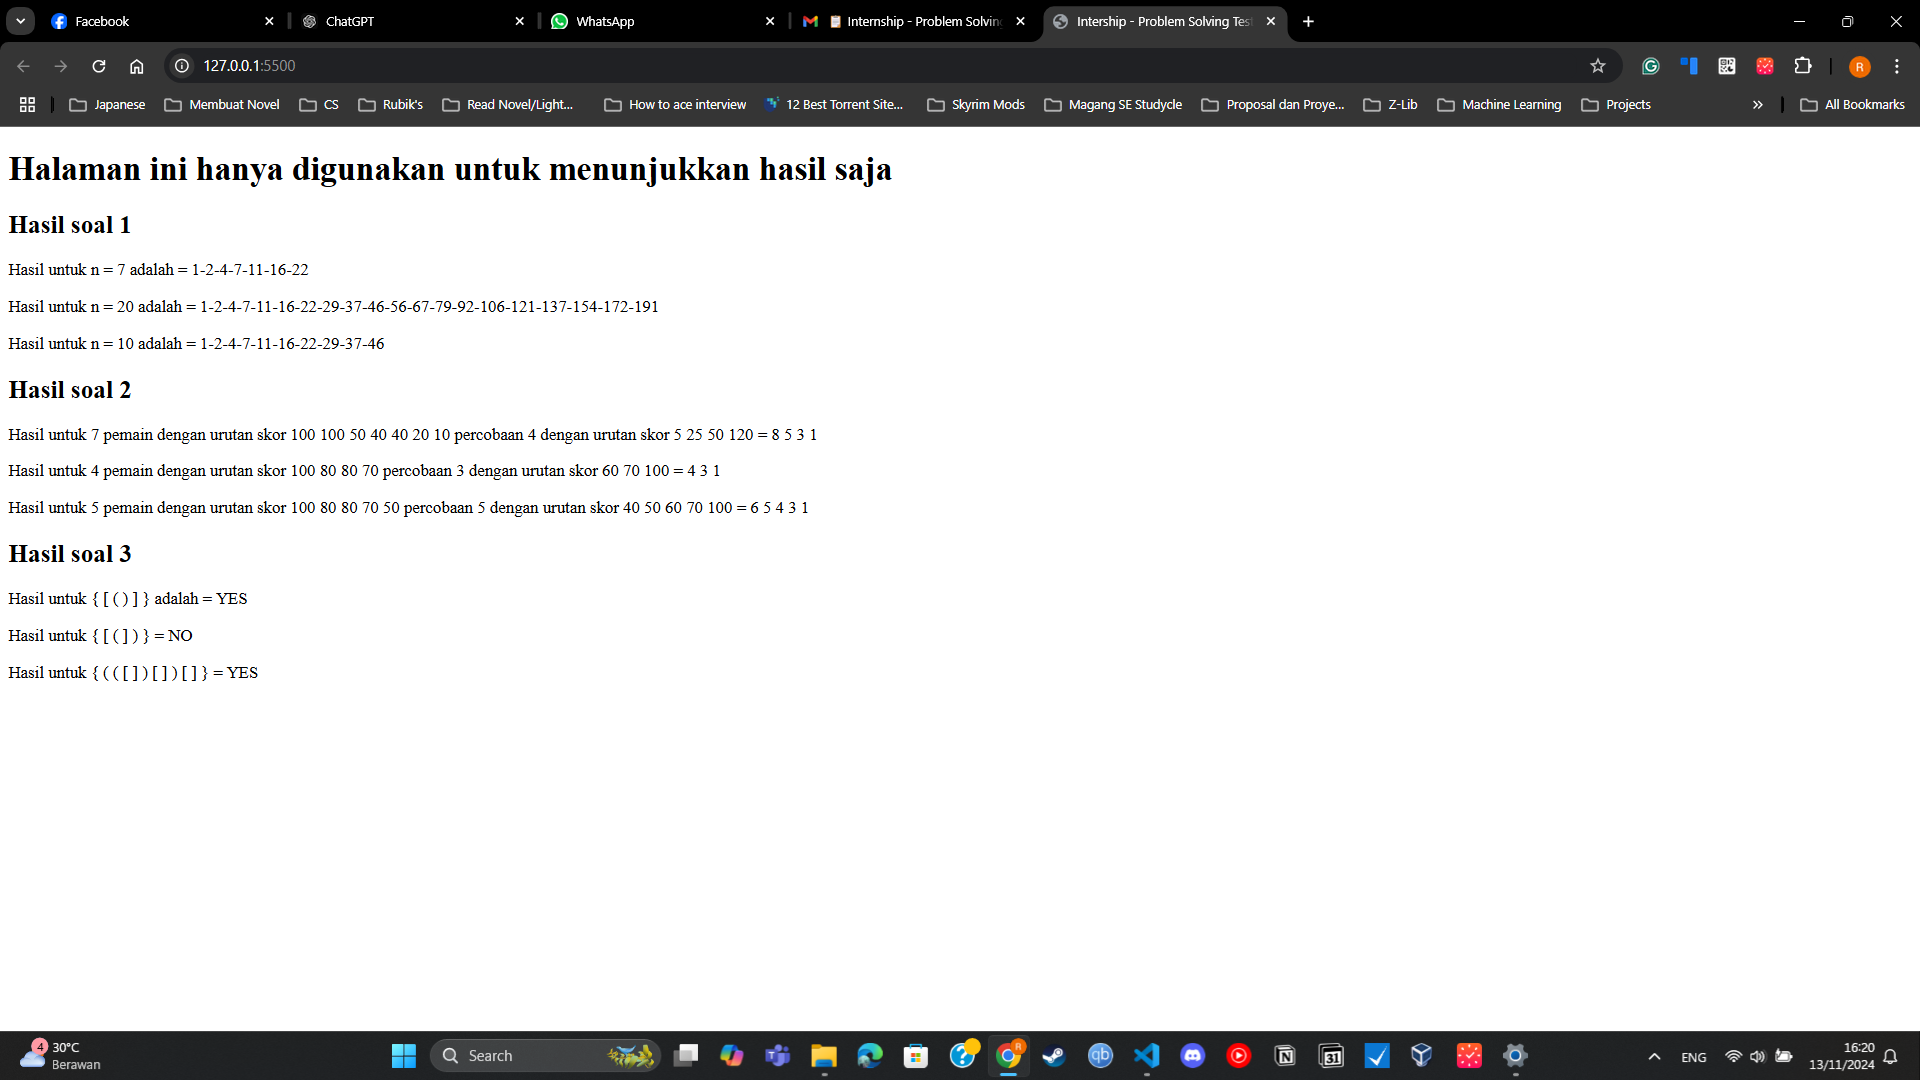 Facebook
ChatGPT
WhatsApp
Internship - Problem Solvin
Intership - Problem Solving Test
127.0.0.1:5500
R
Japanese
Membuat Novel
CS
Rubik's
Read Novel/Light...
How to ace interview
12 Best Torrent Site...
Skyrim Mods
Magang SE Studycle
Proposal dan Proye...
Z-Lib
Machine Learning
Projects
All Bookmarks
Halaman ini hanya digunakan untuk menunjukkan hasil saja
Hasil soal 1
Hasil untuk n = 7 adalah = 1-2-4-7-11-16-22
Hasil untuk n = 20 adalah = 1-2-4-7-11-16-22-29-37-46-56-67-79-92-106-121-137-154-172-191
Hasil untuk n = 10 adalah = 1-2-4-7-11-16-22-29-37-46
Hasil soal 2
Hasil untuk 7 pemain dengan urutan skor 100 100 50 40 40 20 10 percobaan 4 dengan urutan skor 5 25 50 120 = 8 5 3 1
Hasil untuk 4 pemain dengan urutan skor 100 80 80 70 percobaan 3 dengan urutan skor 60 70 100 = 4 3 1
Hasil untuk 5 pemain dengan urutan skor 100 80 80 70 50 percobaan 5 dengan urutan skor 40 50 60 70 100 = 6 5 4 3 1
Hasil soal 3
Hasil untuk { [ ( ) ] } adalah = YES
Hasil untuk { [ ( ] ) } = NO
Hasil untuk { ( ( [ ] ) [ ] ) [ ] } = YES
4
30°C
Berawan
Search
R
qb
31
ENG
16:20
13/11/2024